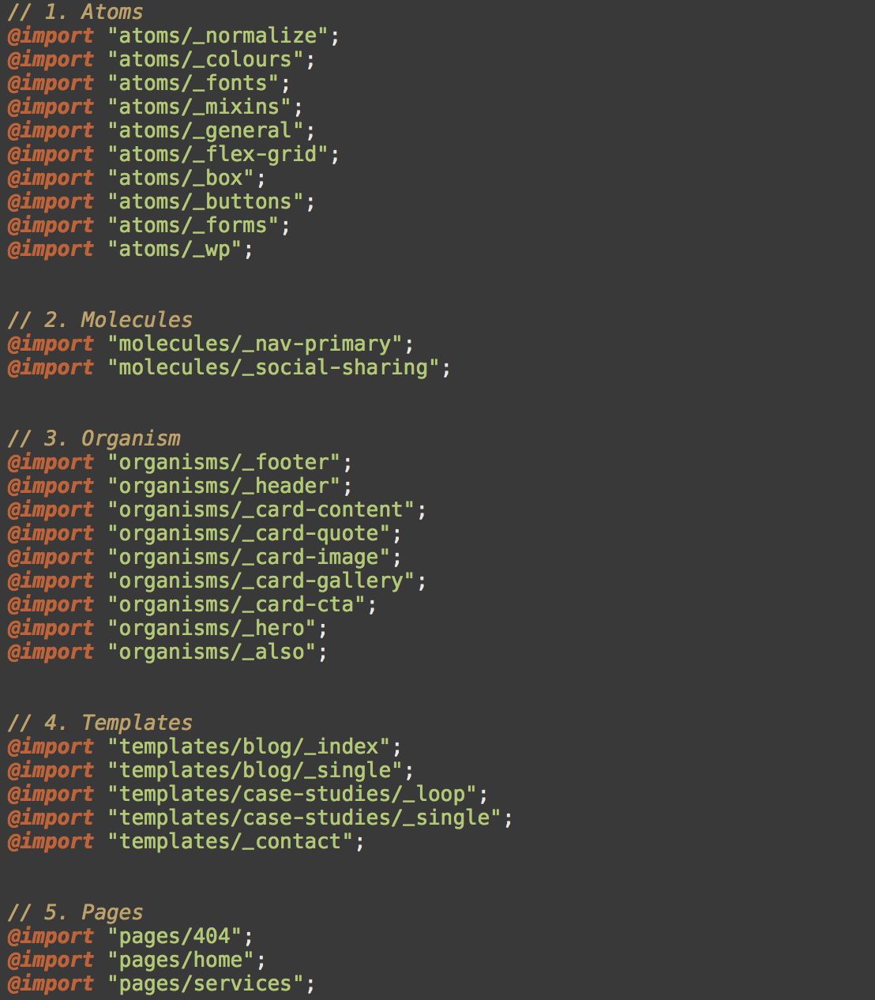 // 1. Atoms
@import "atoms/_normalize";
@import "atoms/_colours";
@import "atoms/_fonts";
@import "atoms/_mixins";
@import "atoms/_general";
@import "atoms/_flex-grid";
@import "atoms/_box";
@import "atoms/_buttons";
@import "atoms/_forms";
@import "atoms/_wp";
// 2. Molecules
@import "molecules/_nav-primary";
@import "molecules/_social-sharing";
// 3. Organism
@import "organisms/_footer";
@import "organisms/_header";
@import "organisms/_card-content";
@import "organisms/_card-quote";
@import "organisms/_card-image";
@import "organisms/_card-gallery";
@import "organisms/_card-cta";
@import "organisms/_hero";
@import "organisms/_also";
// 4. Templates
@import "templates/blog/_index";
@import "templates/blog/_single";
@import "templates/case-studies/_loop";
@import "templates/case-studies/_single";
@import "templates/_contact";
// 5. Pages
@import "pages/404";
@import "pages/home";
@import "pages/services";